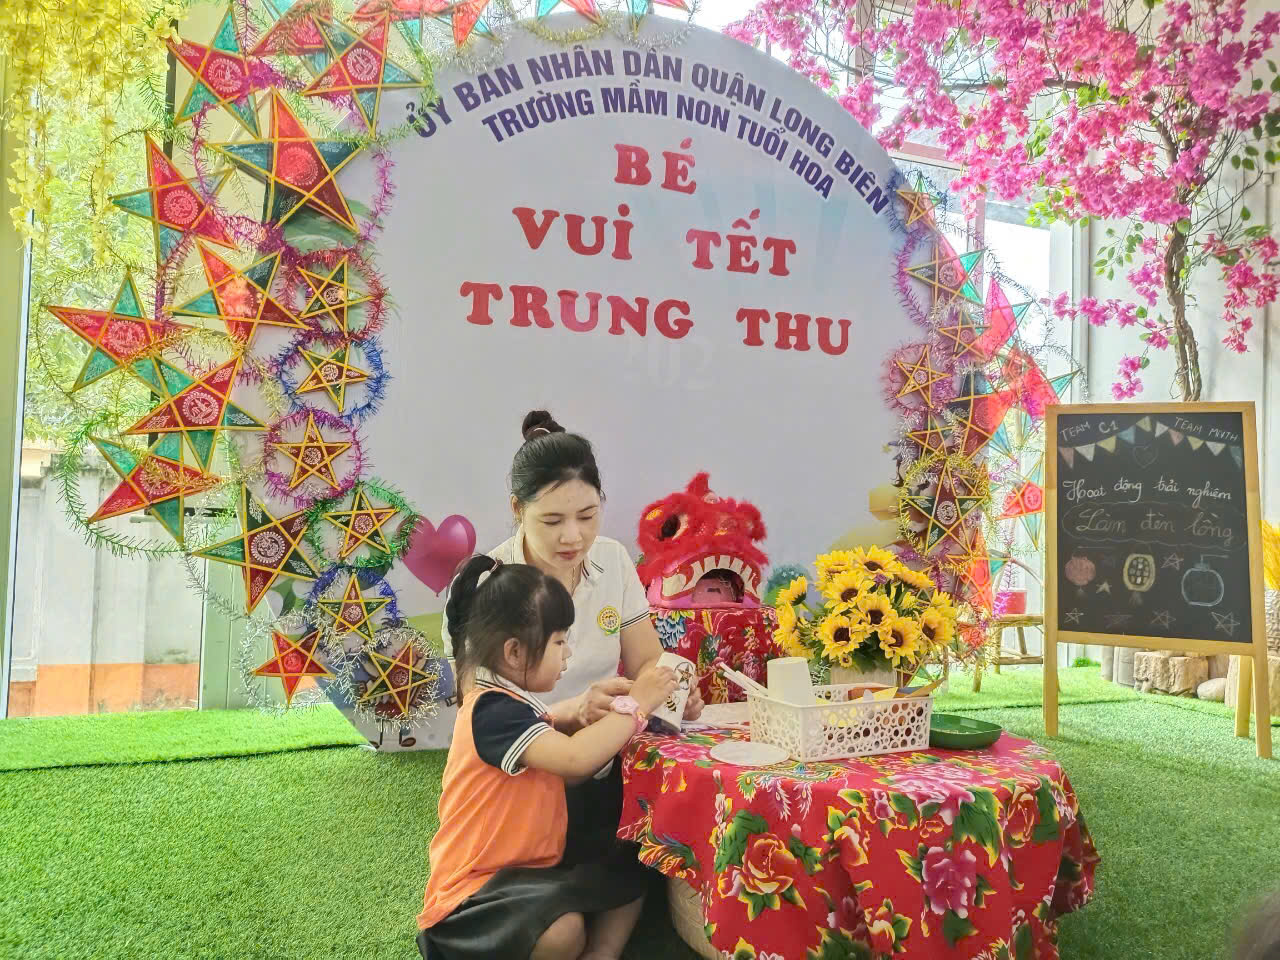 ỦY BAN NHÂN DÂN QUẬN LONG BIÊN
TRƯỜNG MẦM NON TUỔI HOA
BÉ
VUI TẾT
TRUNG THU
TEAM C1 TEAM MVTH
Hoạt động trải nghiệm
Làm đèn lồng